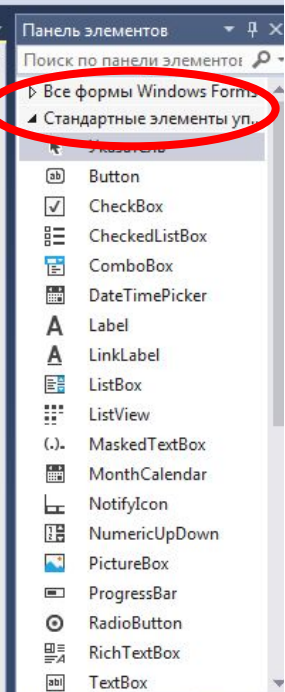 Панель элементов
Поиск по панели элементов
Все формы Windows Forms
Стандартные элементы уп...
Указатель
Button
CheckBox
CheckedListBox
ComboBox
DateTimePicker
Label
LinkLabel
ListBox
ListView
MaskedTextBox
MonthCalendar
NotifyIcon
NumericUpDown
PictureBox
ProgressBar
RadioButton
RichTextBox
TextBox